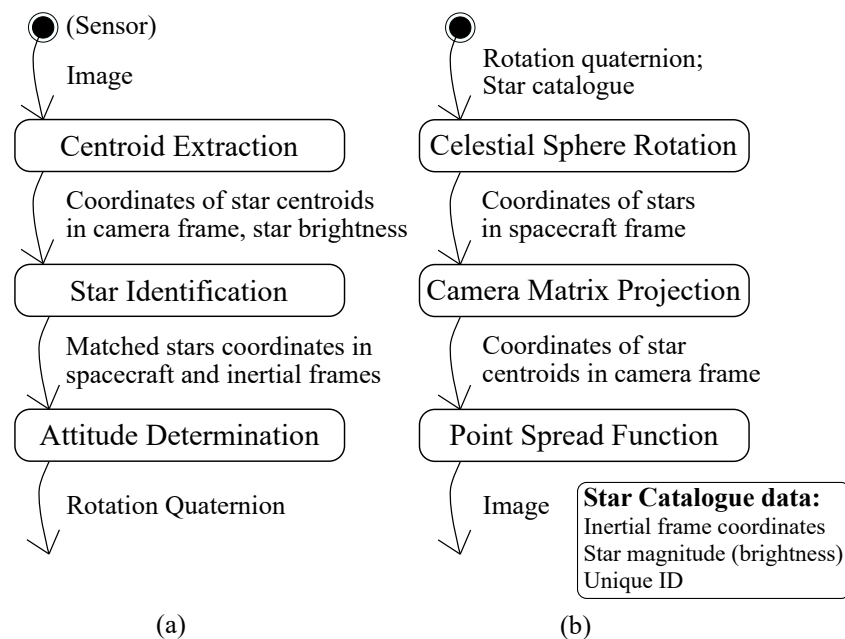 (Sensor)
Image
Centroid Extraction
Coordinates of star centroids
in camera frame, star brightness
Star Identification
Matched stars coordinates in
spacecraft and inertial frames
Attitude Determination
Rotation Quaternion
(a)
Rotation quaternion;
Star catalogue
Celestial Sphere Rotation
Coordinates of stars
in spacecraft frame
Camera Matrix Projection
Coordinates of star
centroids in camera frame
Point Spread Function
Image
Star Catalogue data:
Inertial frame coordinates
Star magnitude (brightness)
Unique ID
(b)